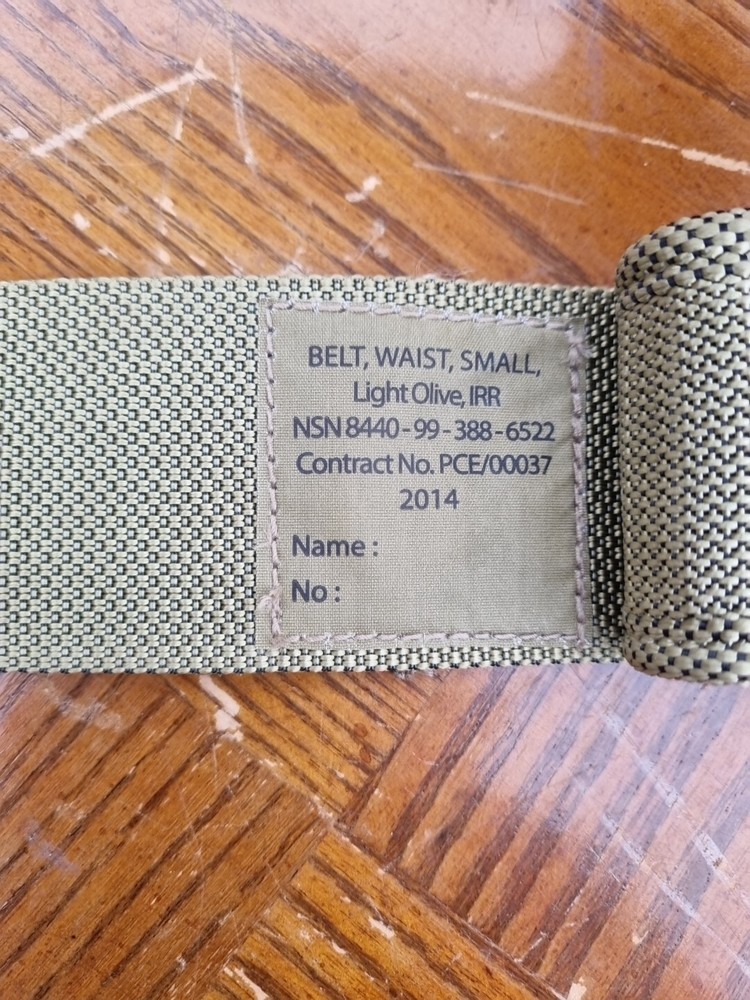 BELT, WAIST, SMALL,
Light Olive, IRR
NSN 8440 - 99 - 388 - 6522
Contract No. PCE/00037
2014
Name :
No :